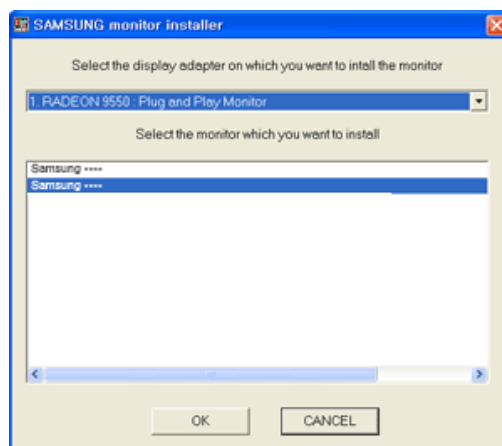 SAMSUNG monitor installer
Select the display adapter on which you want to intall the monitor
1. RADEON 9550 : Plug and Play Monitor
Select the monitor which you want to install
Samsung ----
Samsung ----
OK
CANCEL